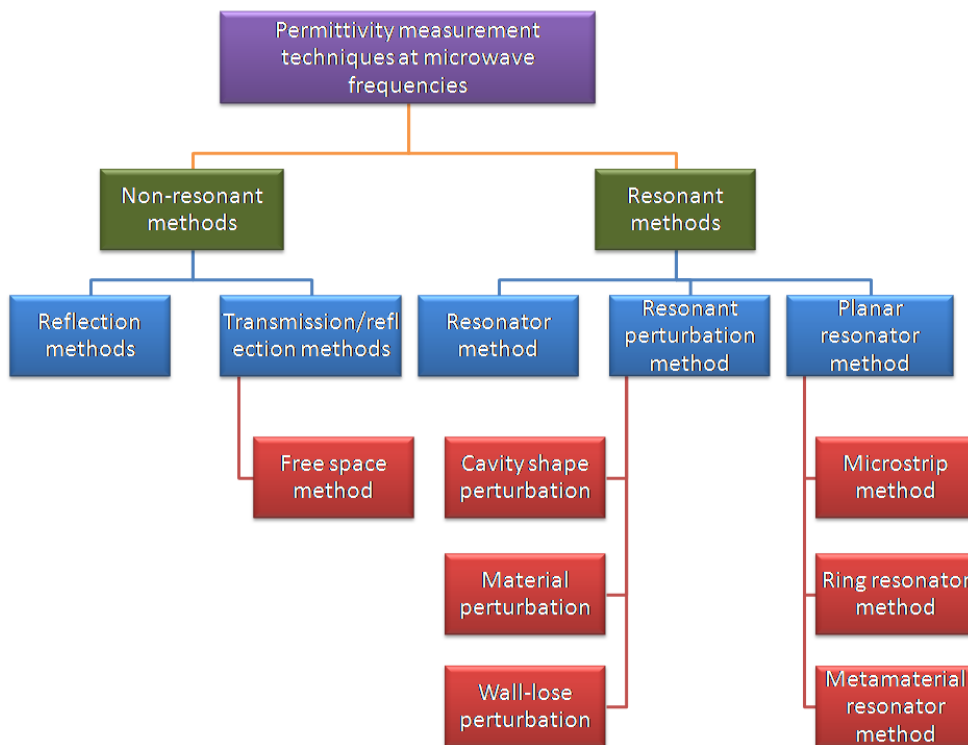 Permittivity measurement
techniques at microwave
frequencies
Non-resonant
methods
Resonant
methods
Reflection
methods
Transmission/refl
ection methods
Resonator
method
Resonant
perturbation
method
Planar
resonator
method
Free space
method
Cavity shape
perturbation
Microstrip
method
Material
perturbation
Ring resonator
method
Wall-lose
perturbation
Metamaterial
resonator
method